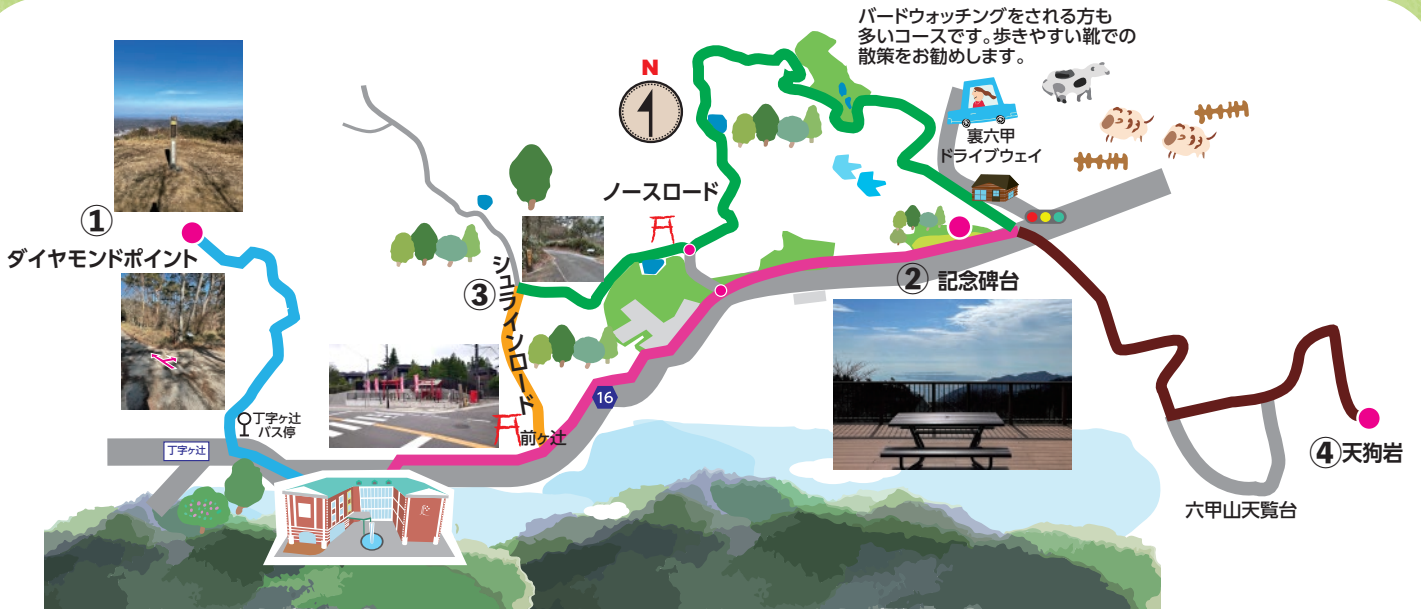 バードウォッチングをされる方も
多いコースです。歩きやすい靴での
散策をお勧めします。
N
裏六甲
ドライブウェイ
①
ダイヤモンドポイント
ノースロード
③
シュラインロード
② 記念碑台
16
丁字ヶ辻
バス停
丁字ヶ辻
前ヶ辻
④天狗岩
六甲山天覧台